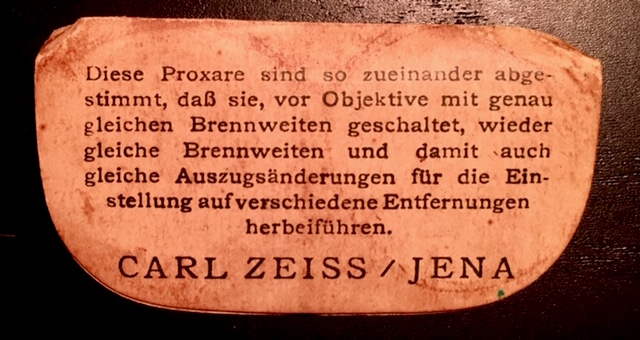 Diese Proxare sind so zueinander abge-
stimmt, daß sie, vor Objektive mit genau
gleichen Brennweiten geschaltet, wieder
gleiche Brennweiten und damit auch
gleiche Auszugsänderungen für die Ein-
stellung auf verschiedene Entfernungen
herbeiführen.
CARL ZEISS / JENA